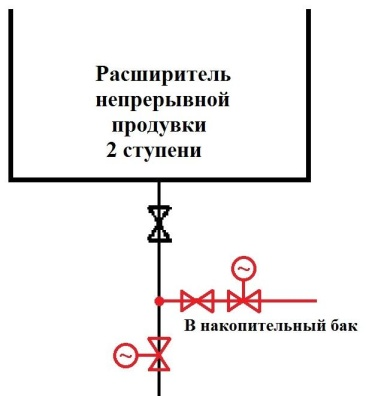 Расширитель
непрерывной
продувки
2 ступени
В накопительный бак